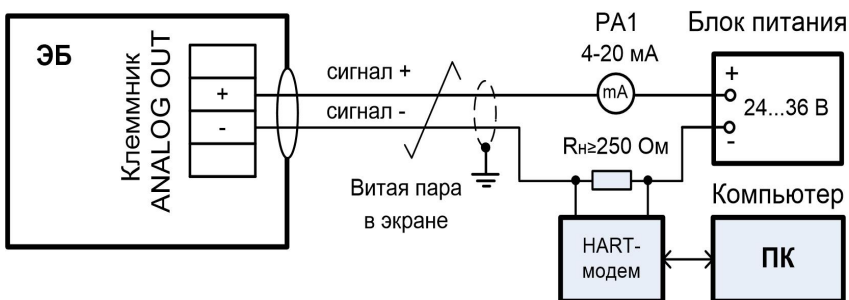 ЭБ
Клеммник
ANALOG OUT
+
-
сигнал +
сигнал -
Витая пара
в экране
PA1
4-20 мА
mA
Блок питания
+
24...36 В
-
Rн≥250 Ом
HART-
модем
Компьютер
ПК